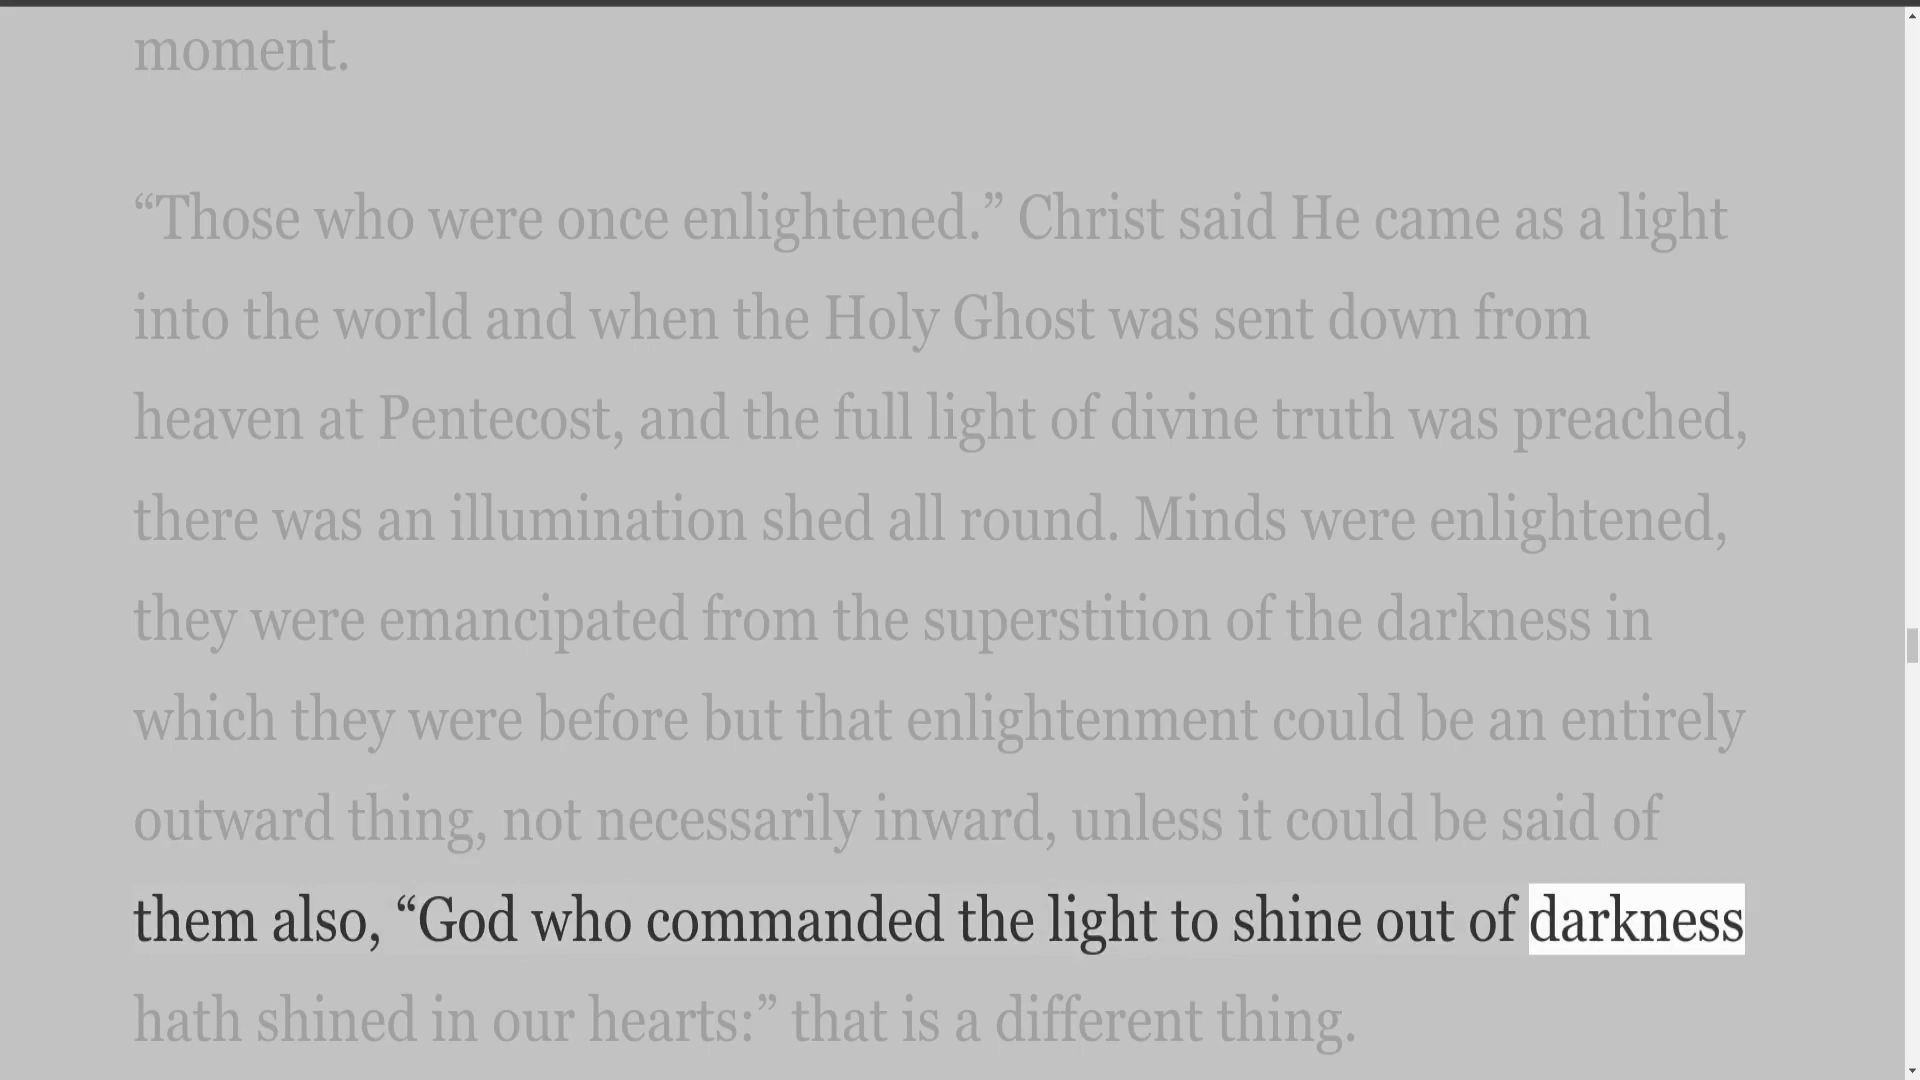 moment.
“Those who were once enlightened.” Christ said He came as a light
into the world and when the Holy Ghost was sent down from
heaven at Pentecost, and the full light of divine truth was preached,
there was an illumination shed all round. Minds were enlightened,
they were emancipated from the superstition of the darkness in
which they were before but that enlightenment could be an entirely
outward thing, not necessarily inward, unless it could be said of
them also, “God who commanded the light to shine out of darkness
hath shined in our hearts:” that is a different thing.